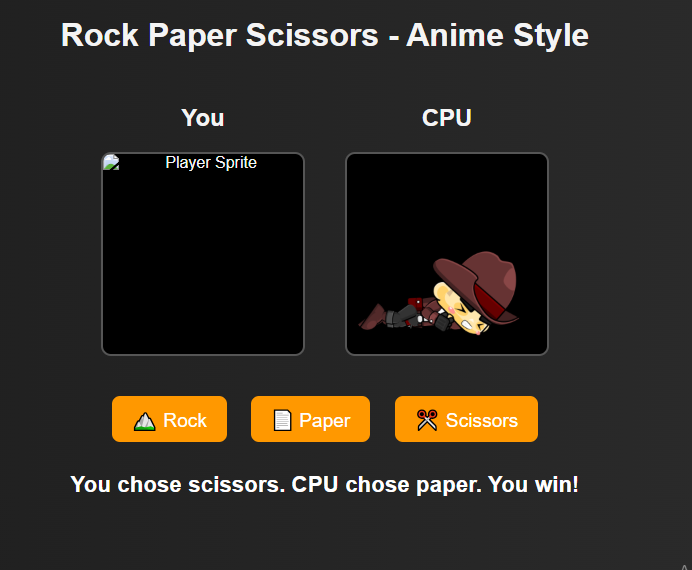 Rock Paper Scissors - Anime Style
You CPU
Player Sprite
Rock Paper Scissors
You chose scissors. CPU chose paper. You win!